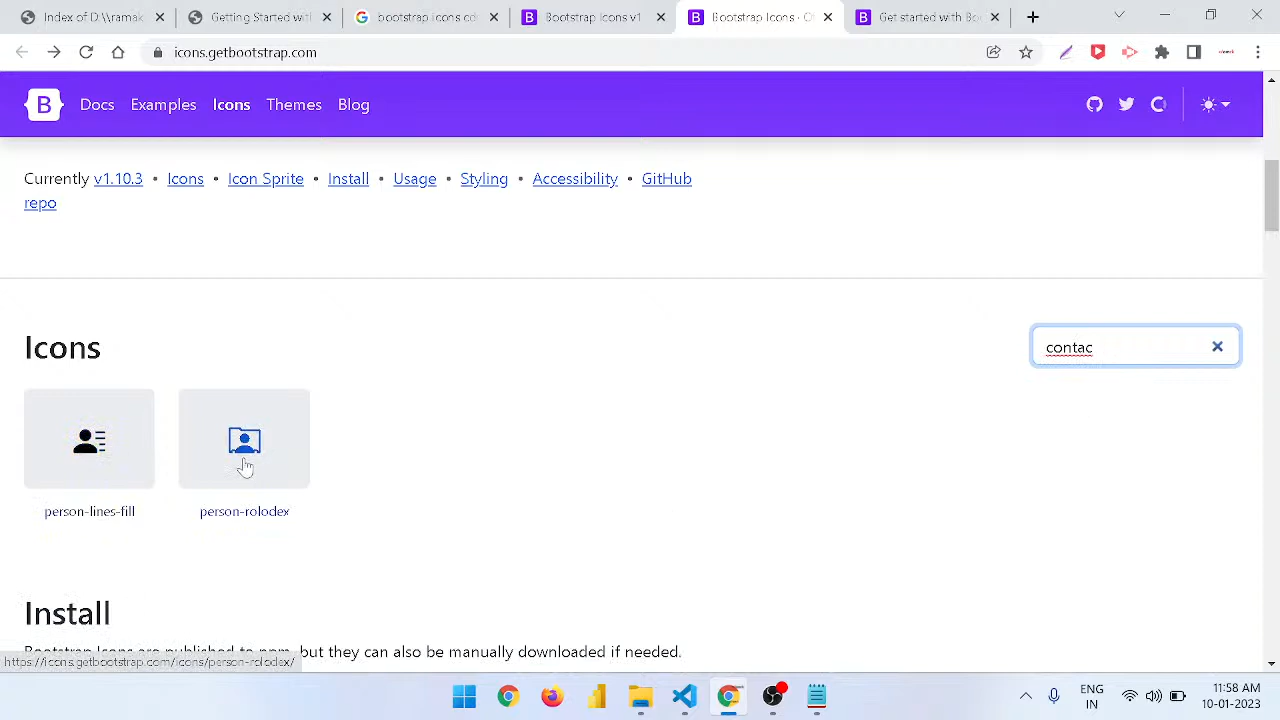 Index of D:\\ramak
Getting Started with
bootstrap icons cd
Bootstrap Icons v1
Bootstrap Icons · O
Get started with Bo
icons.getbootstrap.com
B Docs Examples Icons Themes Blog
Currently v1.10.3 • Icons • Icon Sprite • Install • Usage • Styling • Accessibility • GitHub
repo
Icons
contac
person-lines-fill
person-rolodex
Install
Bootstrap Icons are published to npm, but they can also be manually downloaded if needed.
https://icons.getbootstrap.com/icons/person-rolodex/
ENG
IN
11:58 AM
10-01-2023